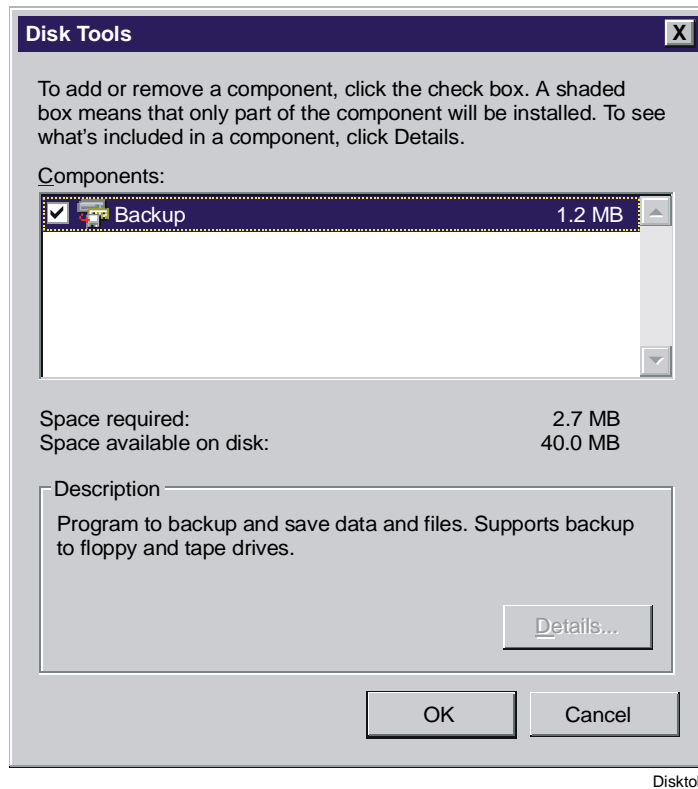 Disk Tools X
To add or remove a component, click the check box. A shaded
box means that only part of the component will be installed. To see
what's included in a component, click Details.
Components:
Backup 1.2 MB
Space required: 2.7 MB
Space available on disk: 40.0 MB
Description
Program to backup and save data and files. Supports backup
to floppy and tape drives.
Details...
OK Cancel